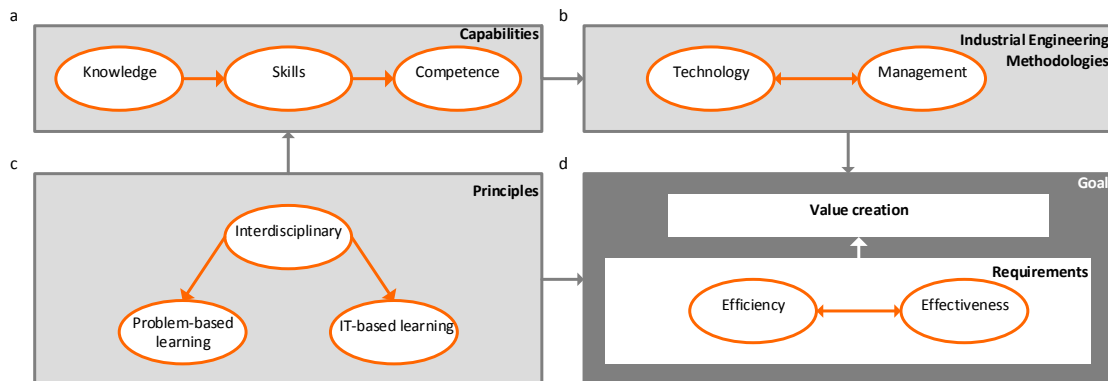 a
Capabilities
Knowledge
Skills
Competence
b
Industrial Engineering
Methodologies
Technology
Management
c
Principles
Interdisciplinary
Problem-based
learning
IT-based learning
d
Goal
Value creation
Requirements
Efficiency
Effectiveness